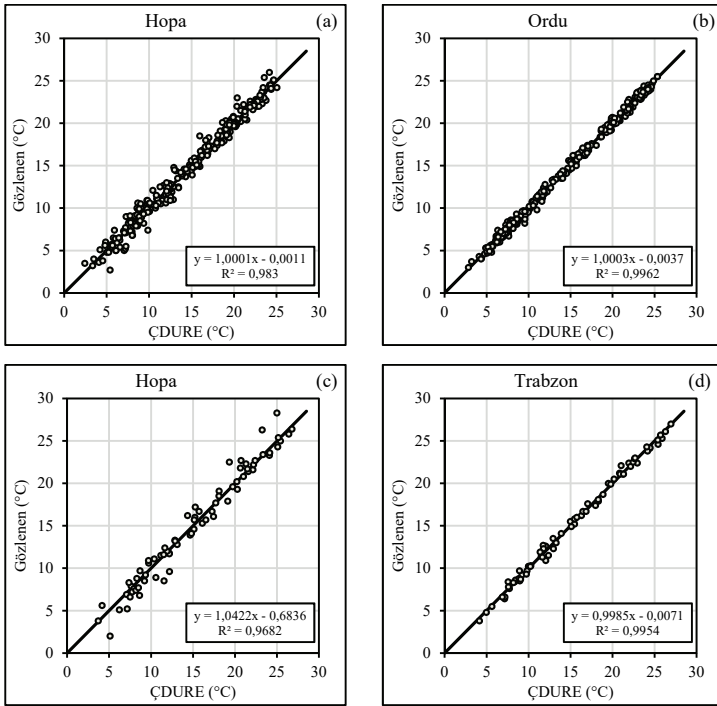 Hopa (a)
30
25
20
15
10
5
0
Gözlenen (°C)
y = 1,0001x - 0,0011
R² = 0,983
0 5 10 15 20 25 30
ÇDURE (°C)
Ordu (b)
30
25
20
15
10
5
0
Gözlenen (°C)
y = 1,0003x - 0,0037
R² = 0,9962
0 5 10 15 20 25 30
ÇDURE (°C)
Hopa (c)
30
25
20
15
10
5
0
Gözlenen (°C)
y = 1,0422x - 0,6836
R² = 0,9682
0 5 10 15 20 25 30
ÇDURE (°C)
Trabzon (d)
30
25
20
15
10
5
0
Gözlenen (°C)
y = 0,9985x - 0,0071
R² = 0,9954
0 5 10 15 20 25 30
ÇDURE (°C)